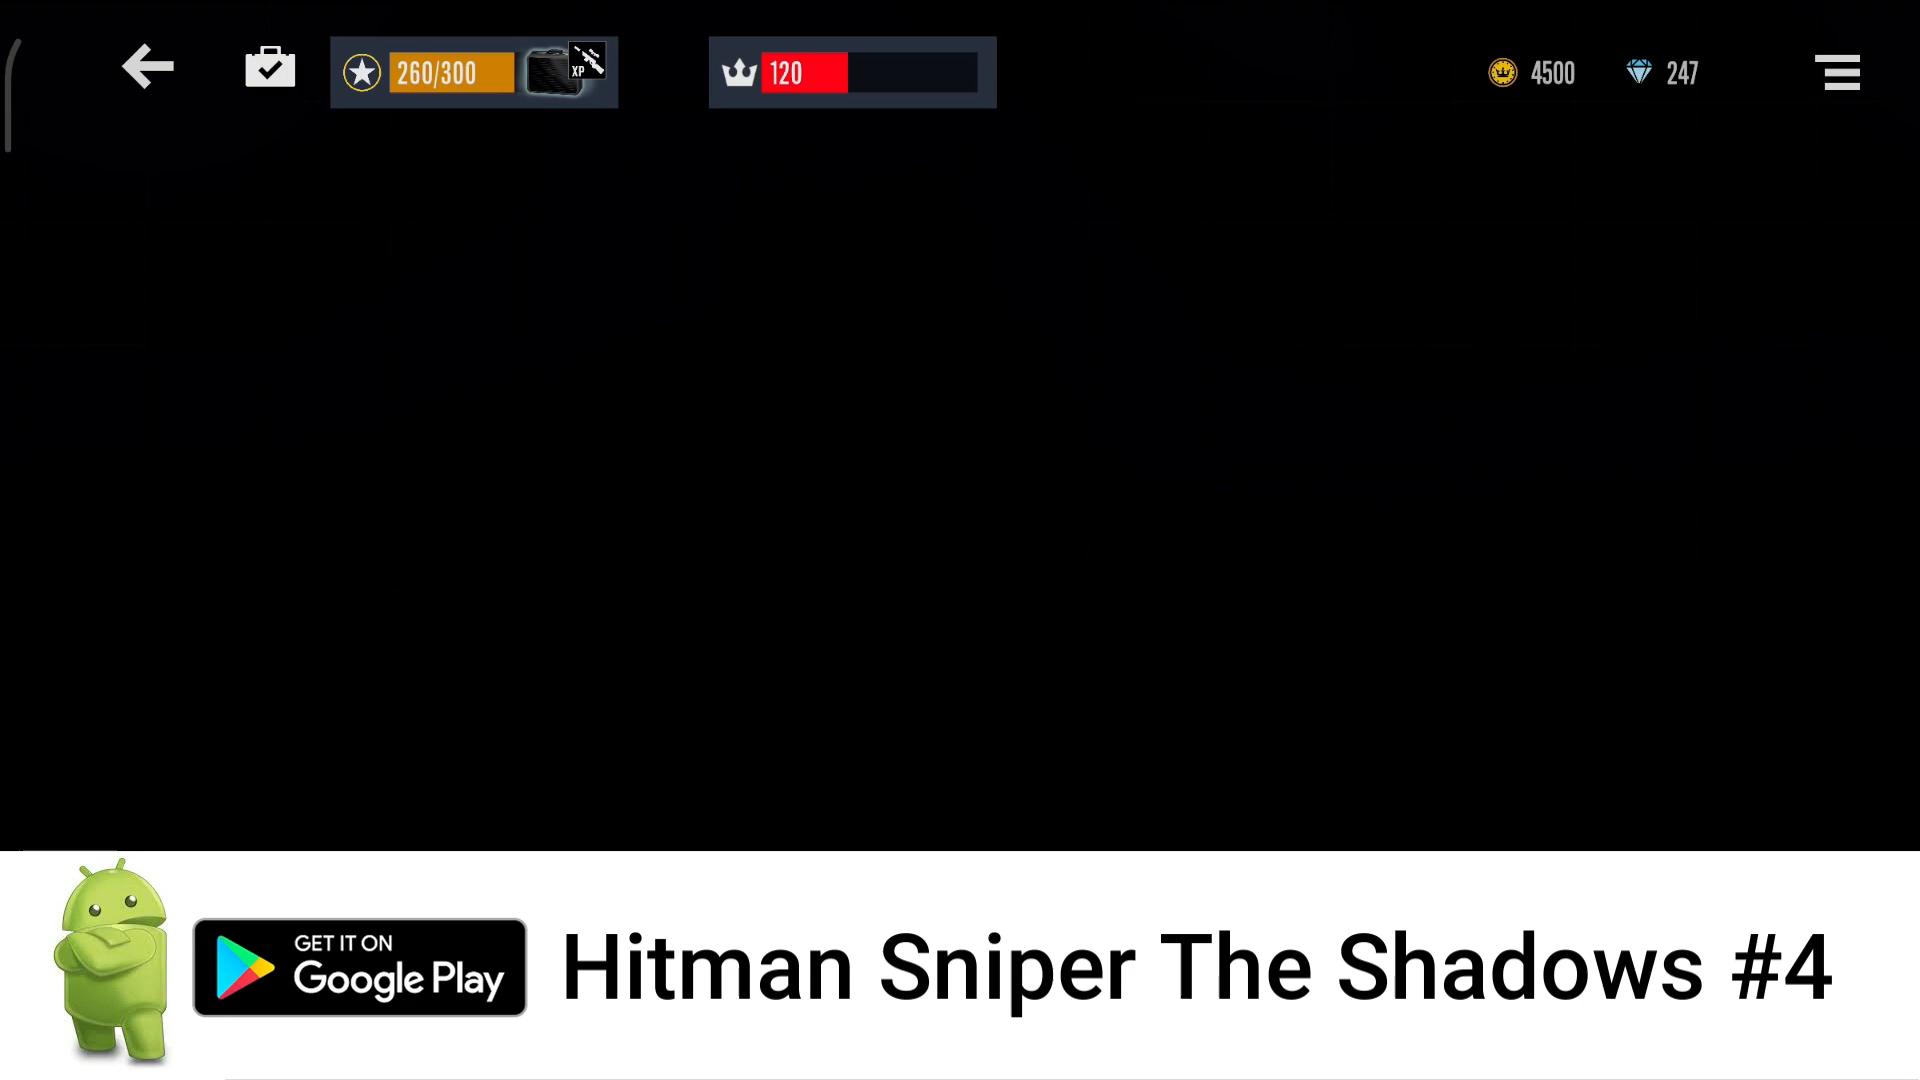 260/300
XP
120
4500
247
GET IT ON
Google Play
Hitman Sniper The Shadows #4